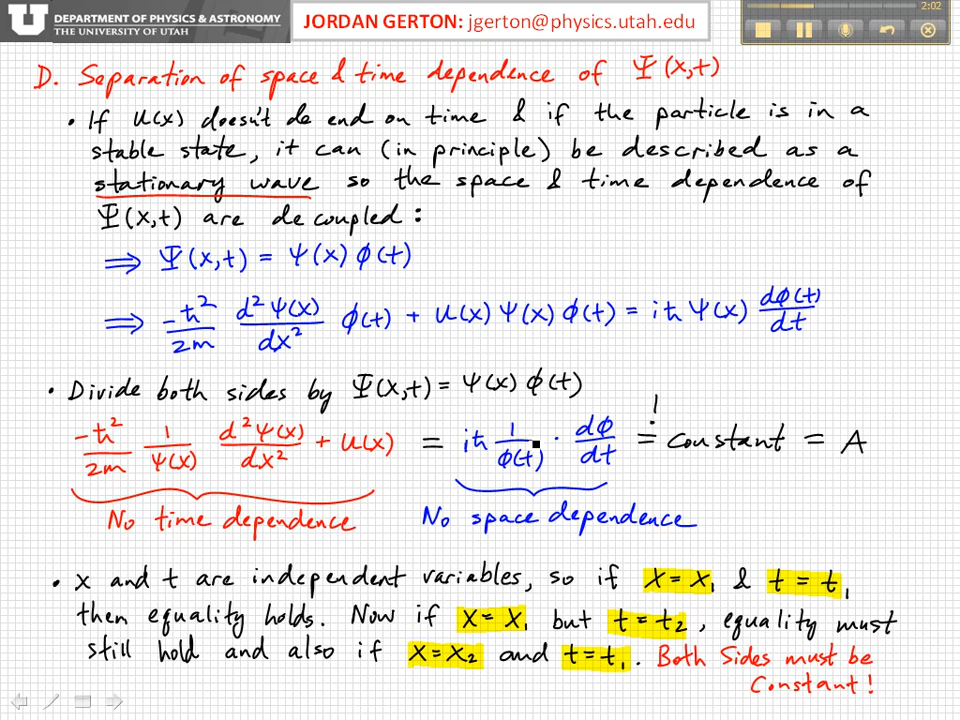 DEPARTMENT OF PHYSICS & ASTRONOMY
THE UNIVERSITY OF UTAH
JORDAN GERTON: jgerton@physics.utah.edu
2:02
D. Separation of space & time dependence of Ψ(x,t)
• If U(x) doesn't de end on time & if the particle is in a
stable state, it can (in principle) be described as a
stationary wave so the space & time dependence of
Ψ(x,t) are decoupled:
⇒ Ψ(x,t) = ψ(x) φ(t)
⇒ -ħ²/2m d²ψ(x)/dx² φ(t) + U(x) ψ(x) φ(t) = iħ ψ(x) dφ(t)/dt
• Divide both sides by Ψ(x,t) = ψ(x) φ(t)
-ħ²/2m 1/ψ(x) d²ψ(x)/dx² + U(x) = iħ 1/φ(t) · dφ/dt =! constant = A
No time dependence No space dependence
• x and t are independent variables, so if x = x₁ & t = t₁
then equality holds. Now if x = x₁ but t = t₂, equality must
still hold and also if x = x₂ and t = t₁. Both Sides must be
Constant!